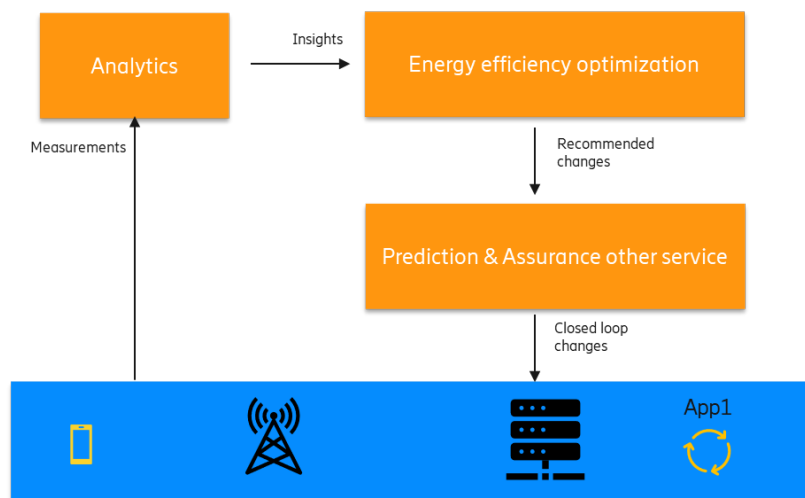 Analytics
Insights
Energy efficiency optimization
Measurements
Recommended
changes
Prediction & Assurance other service
Closed loop
changes
App1